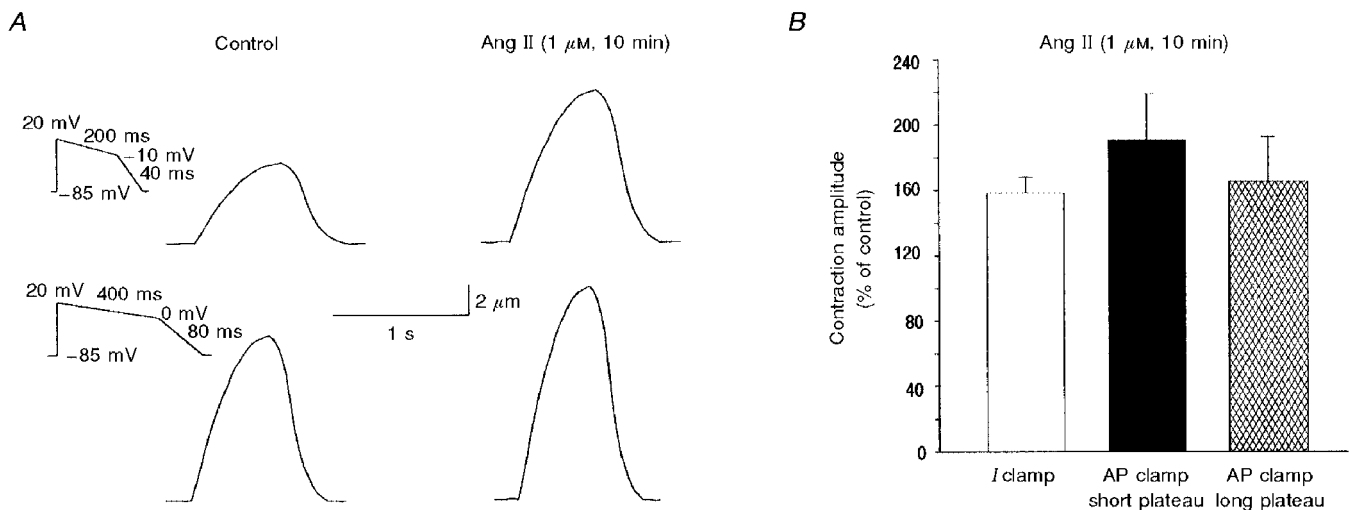 A
Control
Ang II (1 μM, 10 min)
20 mV
200 ms
−10 mV
40 ms
−85 mV
20 mV
400 ms
0 mV
80 ms
−85 mV
2 μm
1 s
B
Ang II (1 μM, 10 min)
Contraction amplitude
(% of control)
240
200
160
120
80
40
0
I clamp
AP clamp
short plateau
AP clamp
long plateau